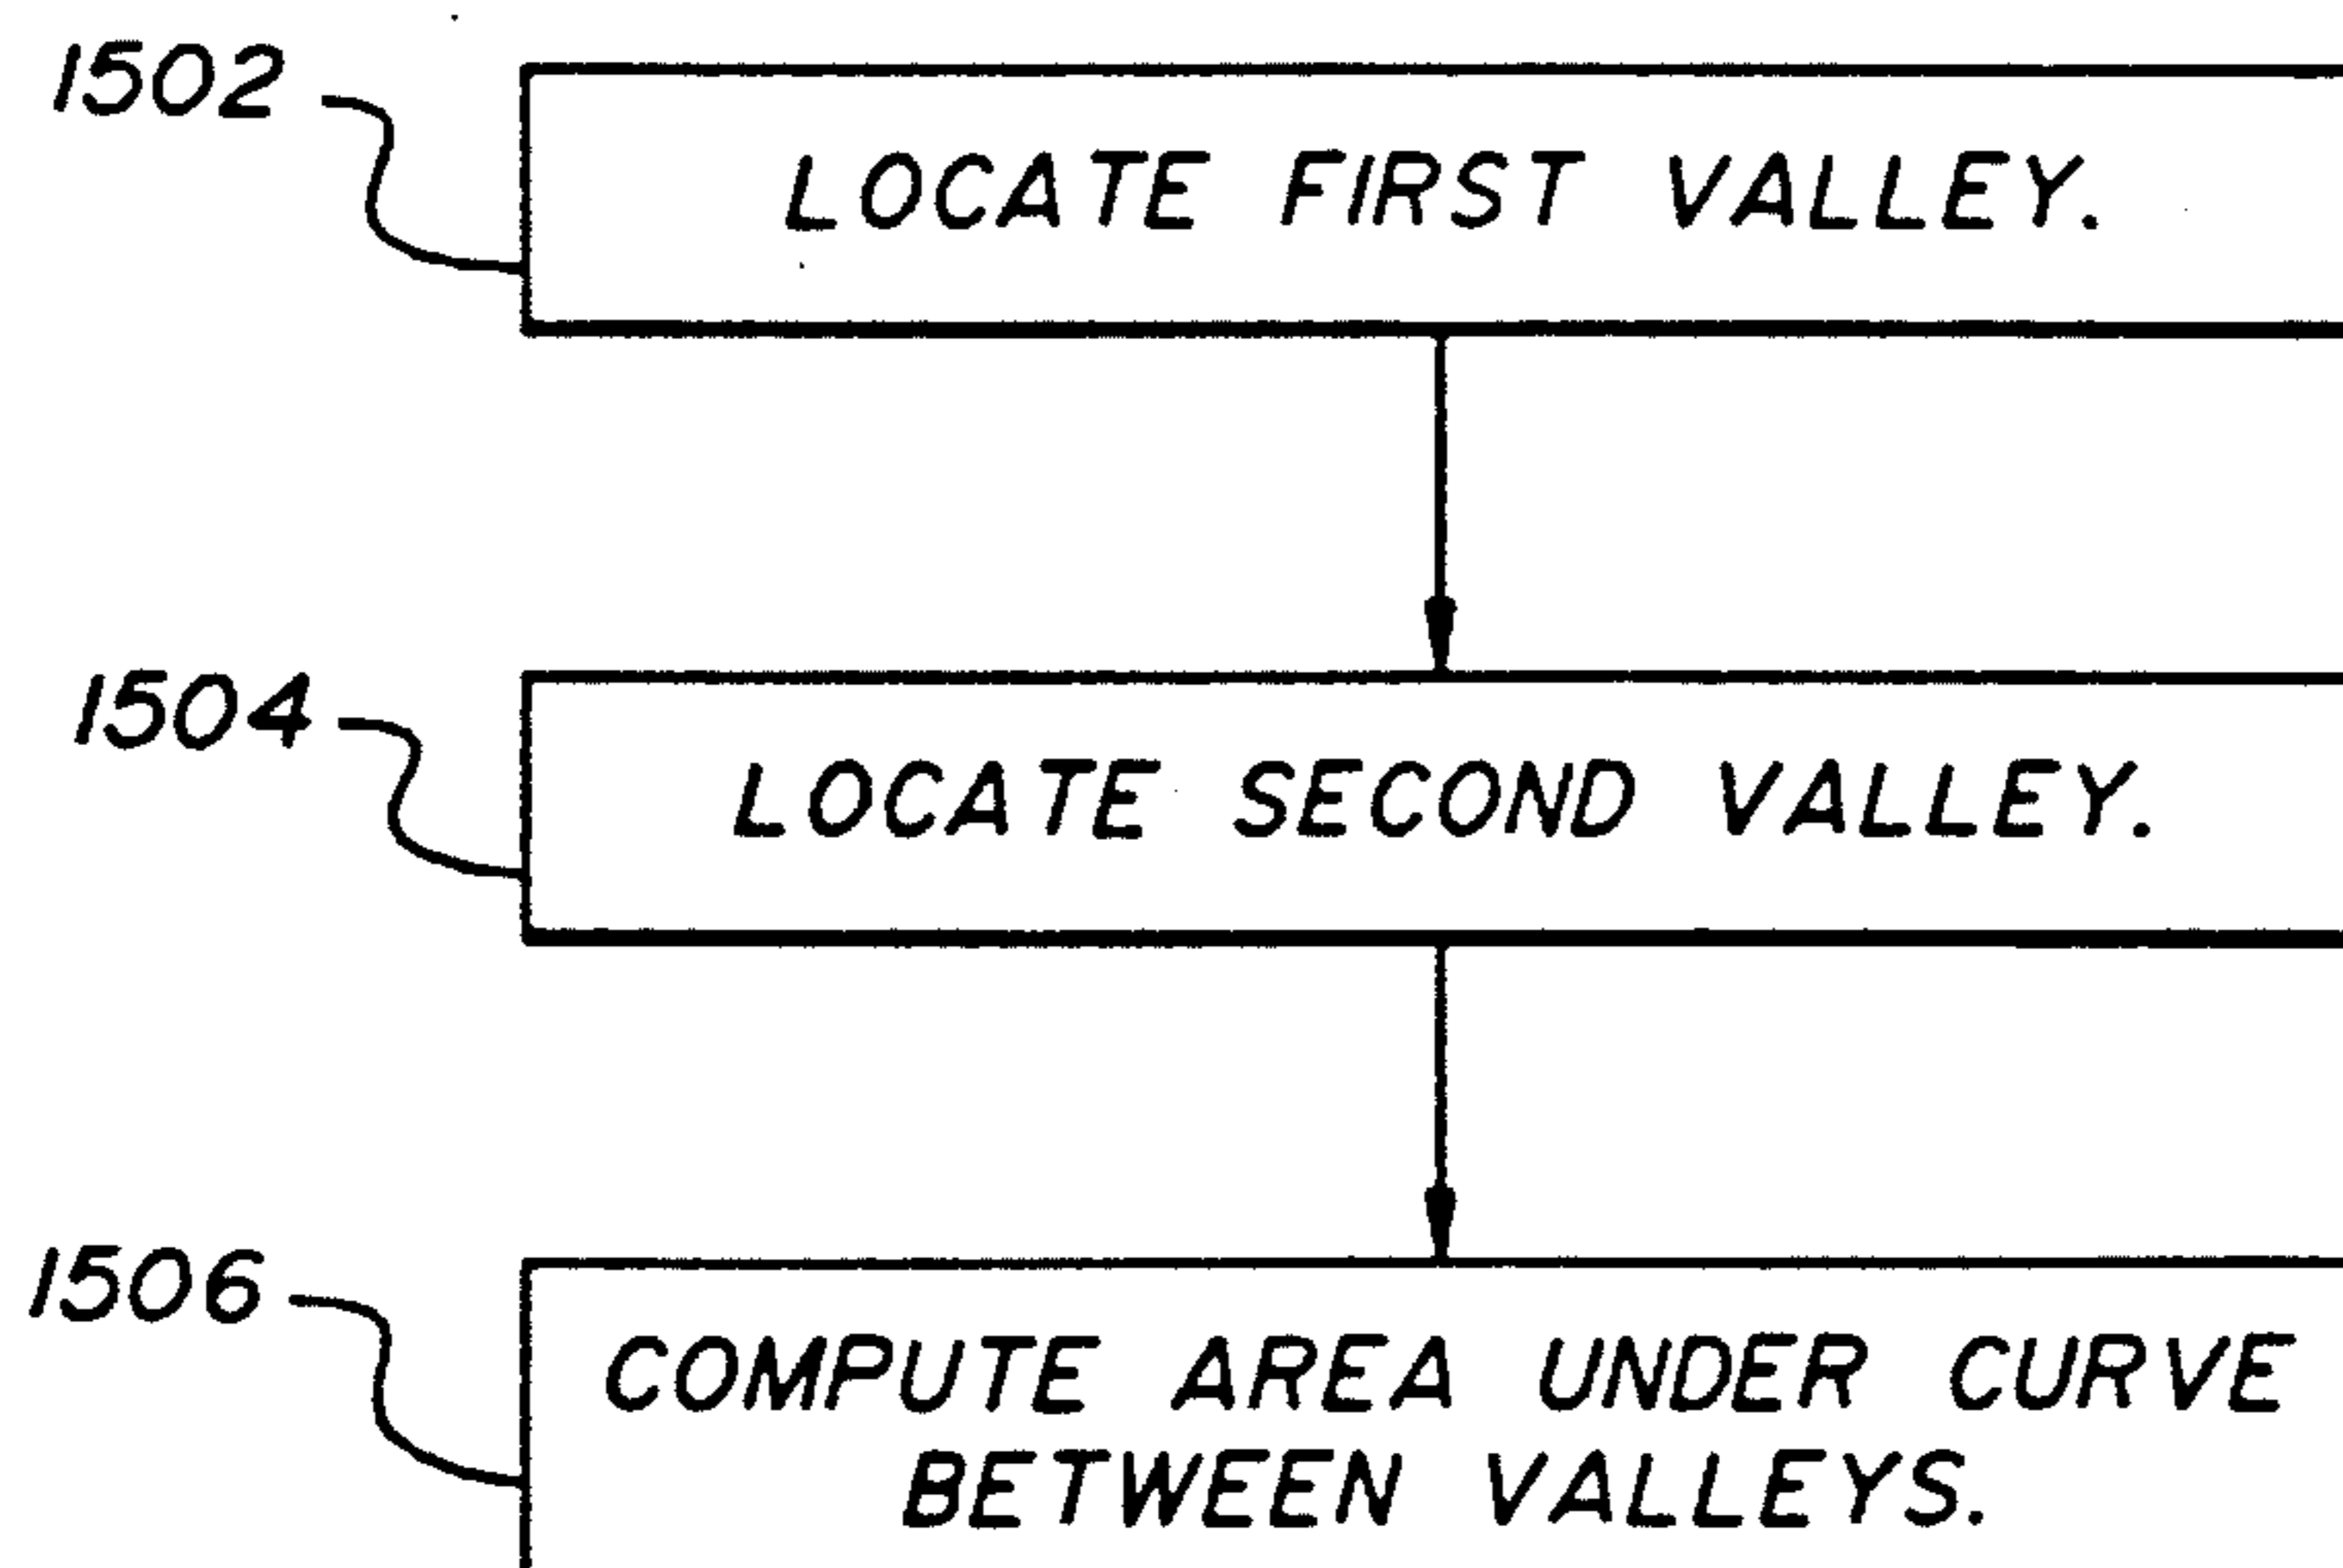 1502
LOCATE FIRST VALLEY.
1504
LOCATE SECOND VALLEY.
1506
COMPUTE AREA UNDER CURVE
BETWEEN VALLEYS.